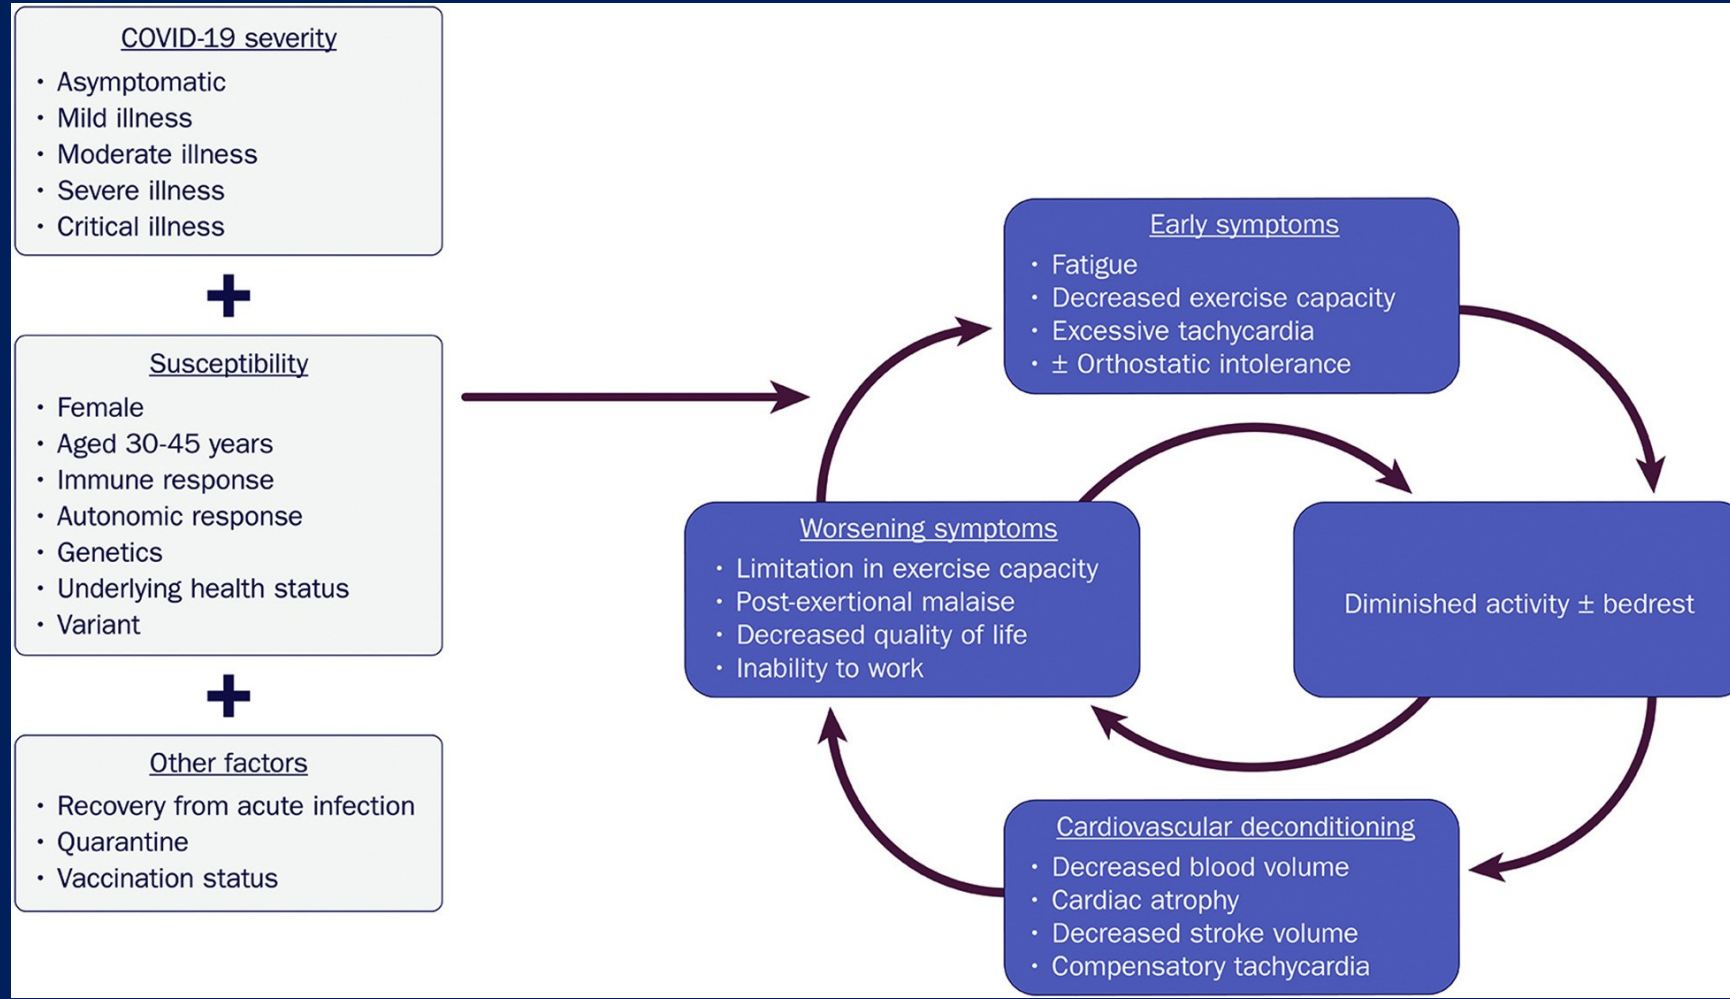 COVID-19 severity
• Asymptomatic
• Mild illness
• Moderate illness
• Severe illness
• Critical illness
+
Susceptibility
• Female
• Aged 30-45 years
• Immune response
• Autonomic response
• Genetics
• Underlying health status
• Variant
+
Other factors
• Recovery from acute infection
• Quarantine
• Vaccination status
Early symptoms
• Fatigue
• Decreased exercise capacity
• Excessive tachycardia
• ± Orthostatic intolerance
Worsening symptoms
• Limitation in exercise capacity
• Post-exertional malaise
• Decreased quality of life
• Inability to work
Diminished activity ± bedrest
Cardiovascular deconditioning
• Decreased blood volume
• Cardiac atrophy
• Decreased stroke volume
• Compensatory tachycardia